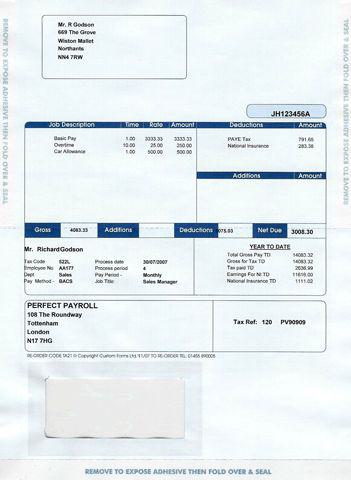 REMOVE TO EXPOSE ADHESIVE THEN FOLD OVER & SEAL
Mr. R Godson
669 The Grove
Wiston Mallet
Northants
NN4 7RW
JH123456A
Job Description Time Rate Amount
Basic Pay 1.00 3333.33 3333.33
Overtime 10.00 25.00 250.00
Car Allowance 1.00 500.00 500.00
Deductions Amount
PAYE Tax 791.65
National Insurance 283.38
Additions Amount
Gross 4083.33 Additions Deductions 075.03 Net Due 3008.30
Mr. RichardGodson
Tax Code 522L Process date 30/07/2007
Employee No AA177 Process period 4
Dept Sales Pay Period - Monthly
Pay Method - BACS Job Title: Sales Manager
YEAR TO DATE
Total Gross Pay TD 14083.32
Gross for Tax TD 14083.32
Tax paid TD 2636.99
Earnings For NI TD 11616.00
National Insurance TD 1111.02
PERFECT PAYROLL
108 The Roundway
Tottenham
London
N17 7HG
Tax Ref: 120 PV90909
RE-ORDER CODE TA21 © Copyright Custom Forms Ltd. TO RE-ORDER TEL: 01455 890005
REMOVE TO EXPOSE ADHESIVE THEN FOLD OVER & SEAL
REMOVE TO EXPOSE ADHESIVE THEN FOLD OVER & SEAL